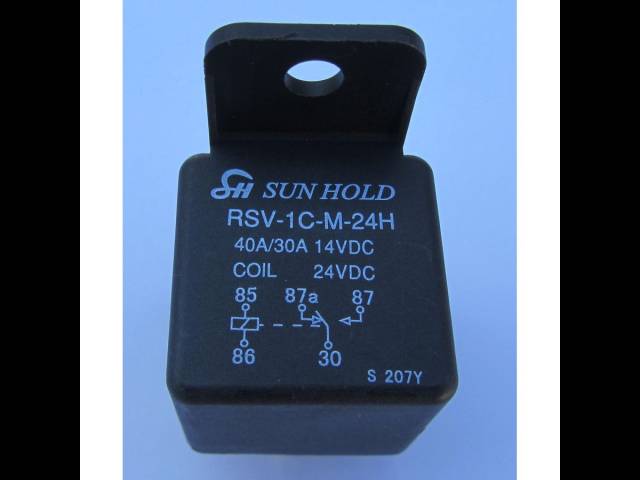 SH SUN HOLD
RSV-1C-M-24H
40A/30A 14VDC
COIL 24VDC
85 87a 87
86 30
S 207Y